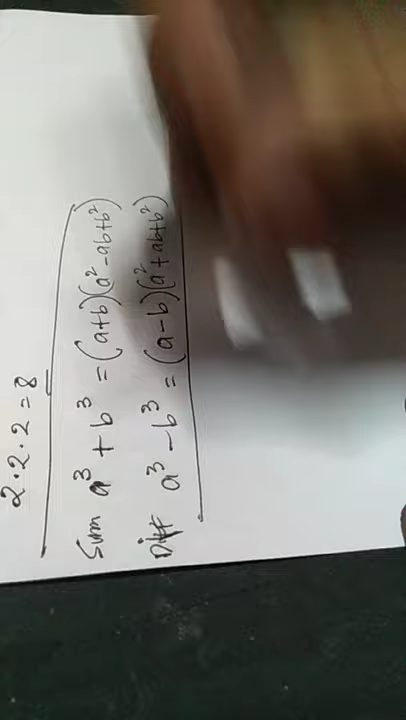 2·2·2=8
Sum a³ + b³ = (a+b)(a²-ab+b²)
Diff a³ - b³ = (a-b)(a²+ab+b²)